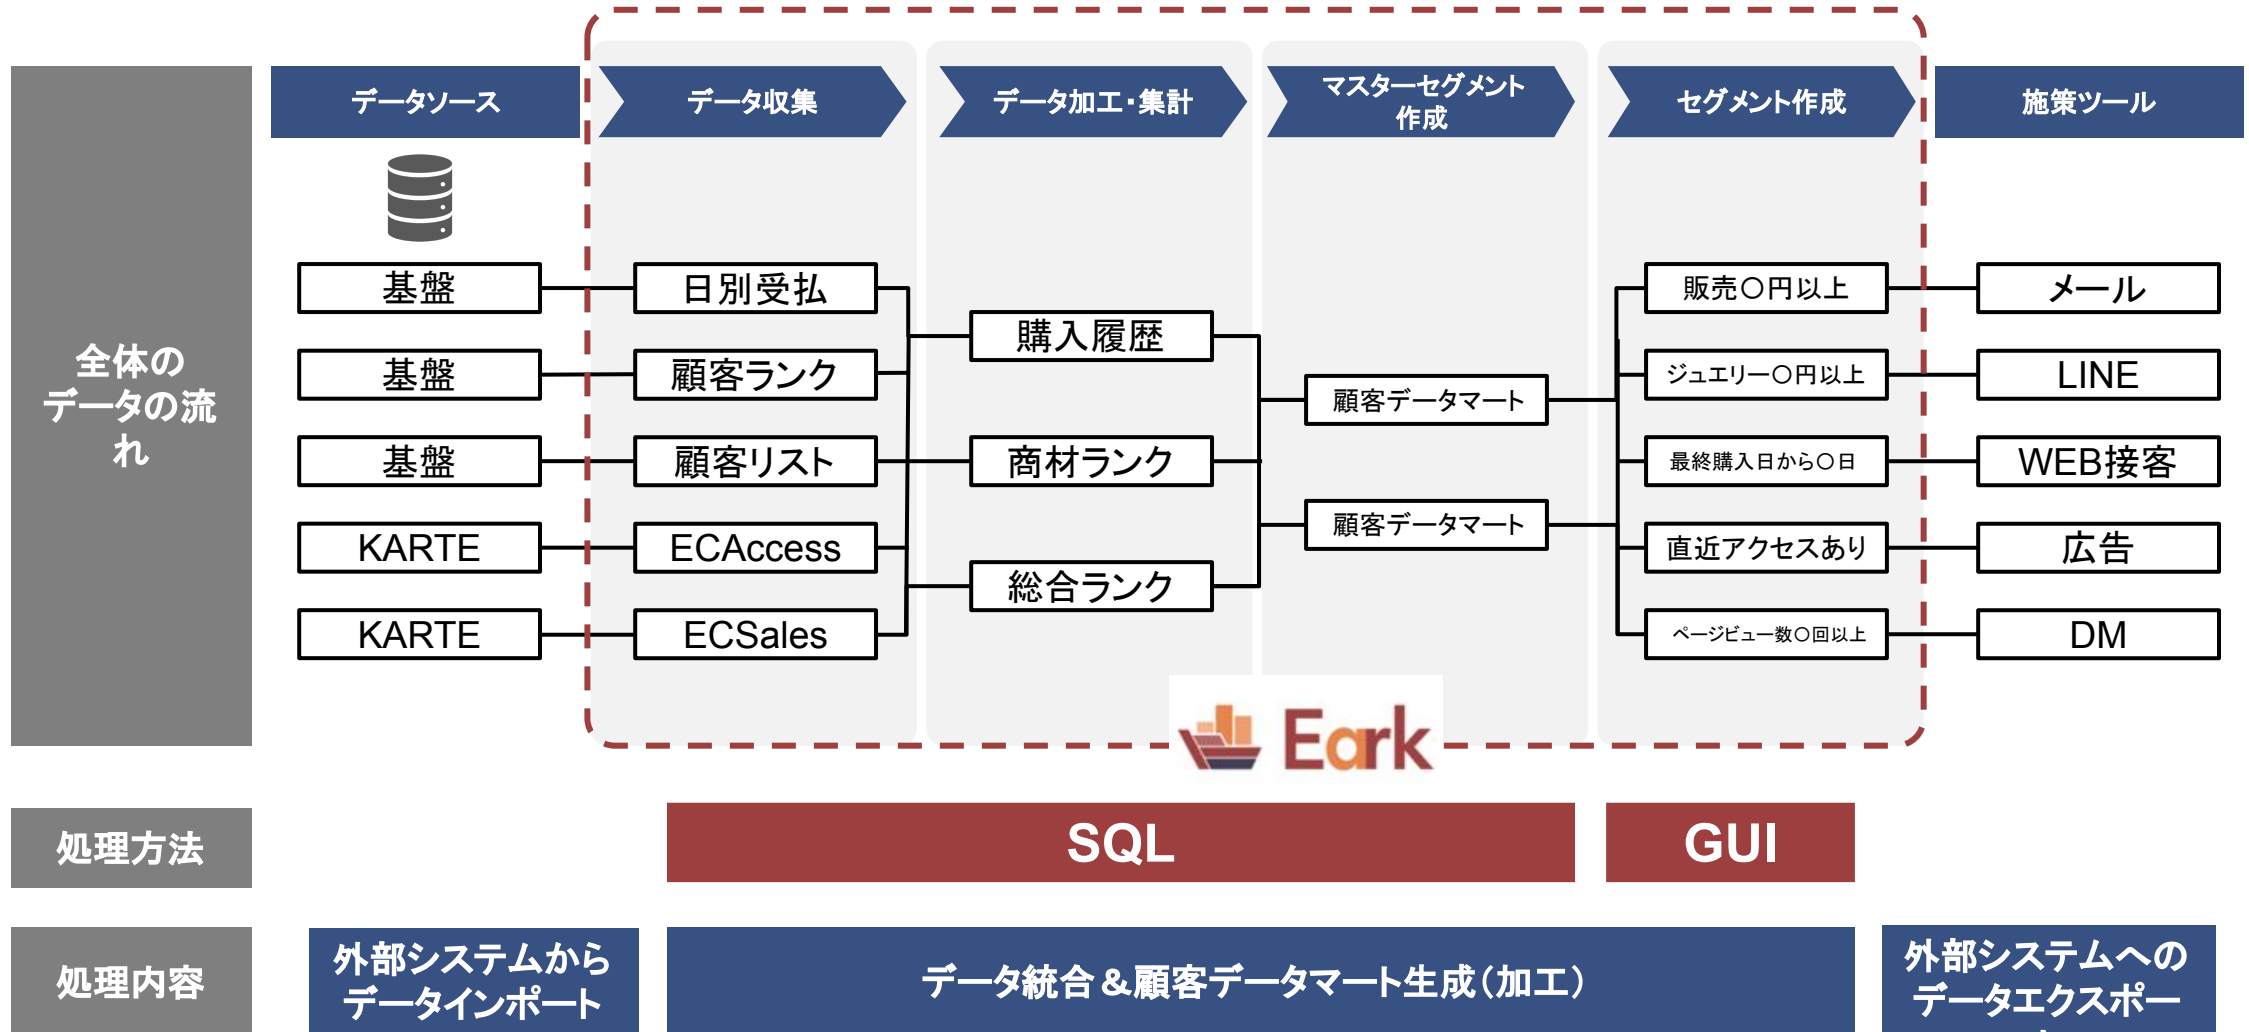 データソース
データ収集
データ加工・集計
マスターセグメント
作成
セグメント作成
施策ツール
全体の
データの流
れ
基盤
日別受払
販売〇円以上
メール
購入履歴
基盤
顧客ランク
ジュエリー〇円以上
LINE
顧客データマート
基盤
顧客リスト
商材ランク
最終購入日から〇日
WEB接客
顧客データマート
KARTE
ECAccess
直近アクセスあり
広告
総合ランク
KARTE
ECSales
ページビュー数〇回以上
DM
Eark
処理方法
SQL
GUI
処理内容
外部システムから
データインポート
データ統合＆顧客データマート生成（加工）
外部システムへの
データエクスポー